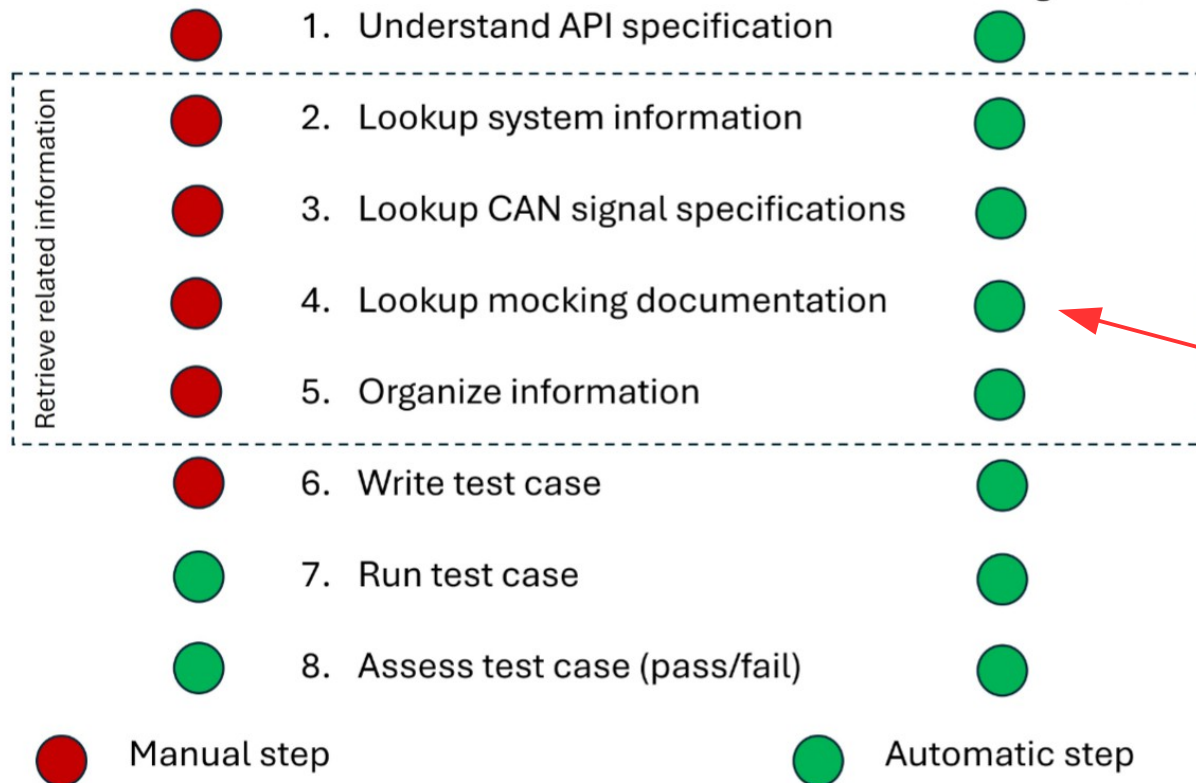 1. Understand API specification
Retrieve related information
2. Lookup system information
3. Lookup CAN signal specifications
4. Lookup mocking documentation
5. Organize information
6. Write test case
7. Run test case
8. Assess test case (pass/fail)
Manual step
Automatic step